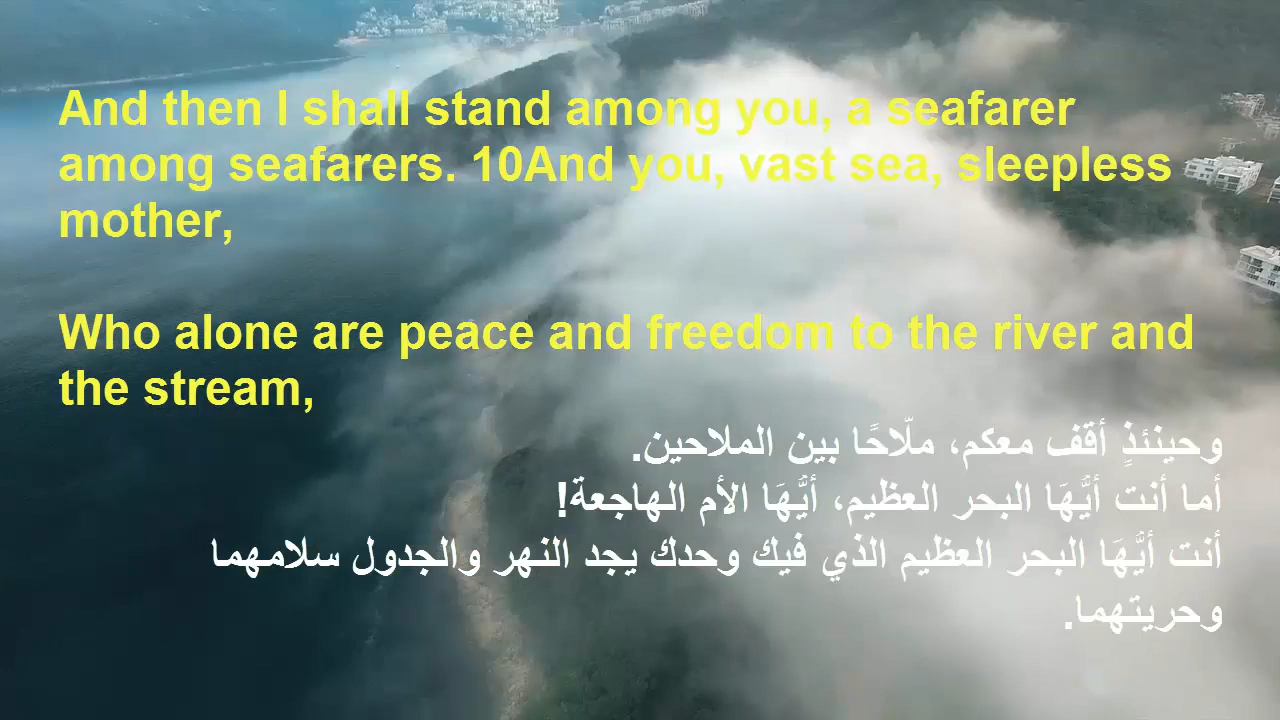 And then I shall stand among you, a seafarer
among seafarers. 10And you, vast sea, sleepless
mother,
Who alone are peace and freedom to the river and
the stream,
وحينئذٍ أقف معكم، ملّاحًا بين الملاحين.
أما أنت أيُّهَا البحر العظيم، أيُّهَا الأم الهاجعة!
أنت أيُّهَا البحر العظيم الذي فيك وحدك يجد النهر والجدول سلامهما
وحريتهما.